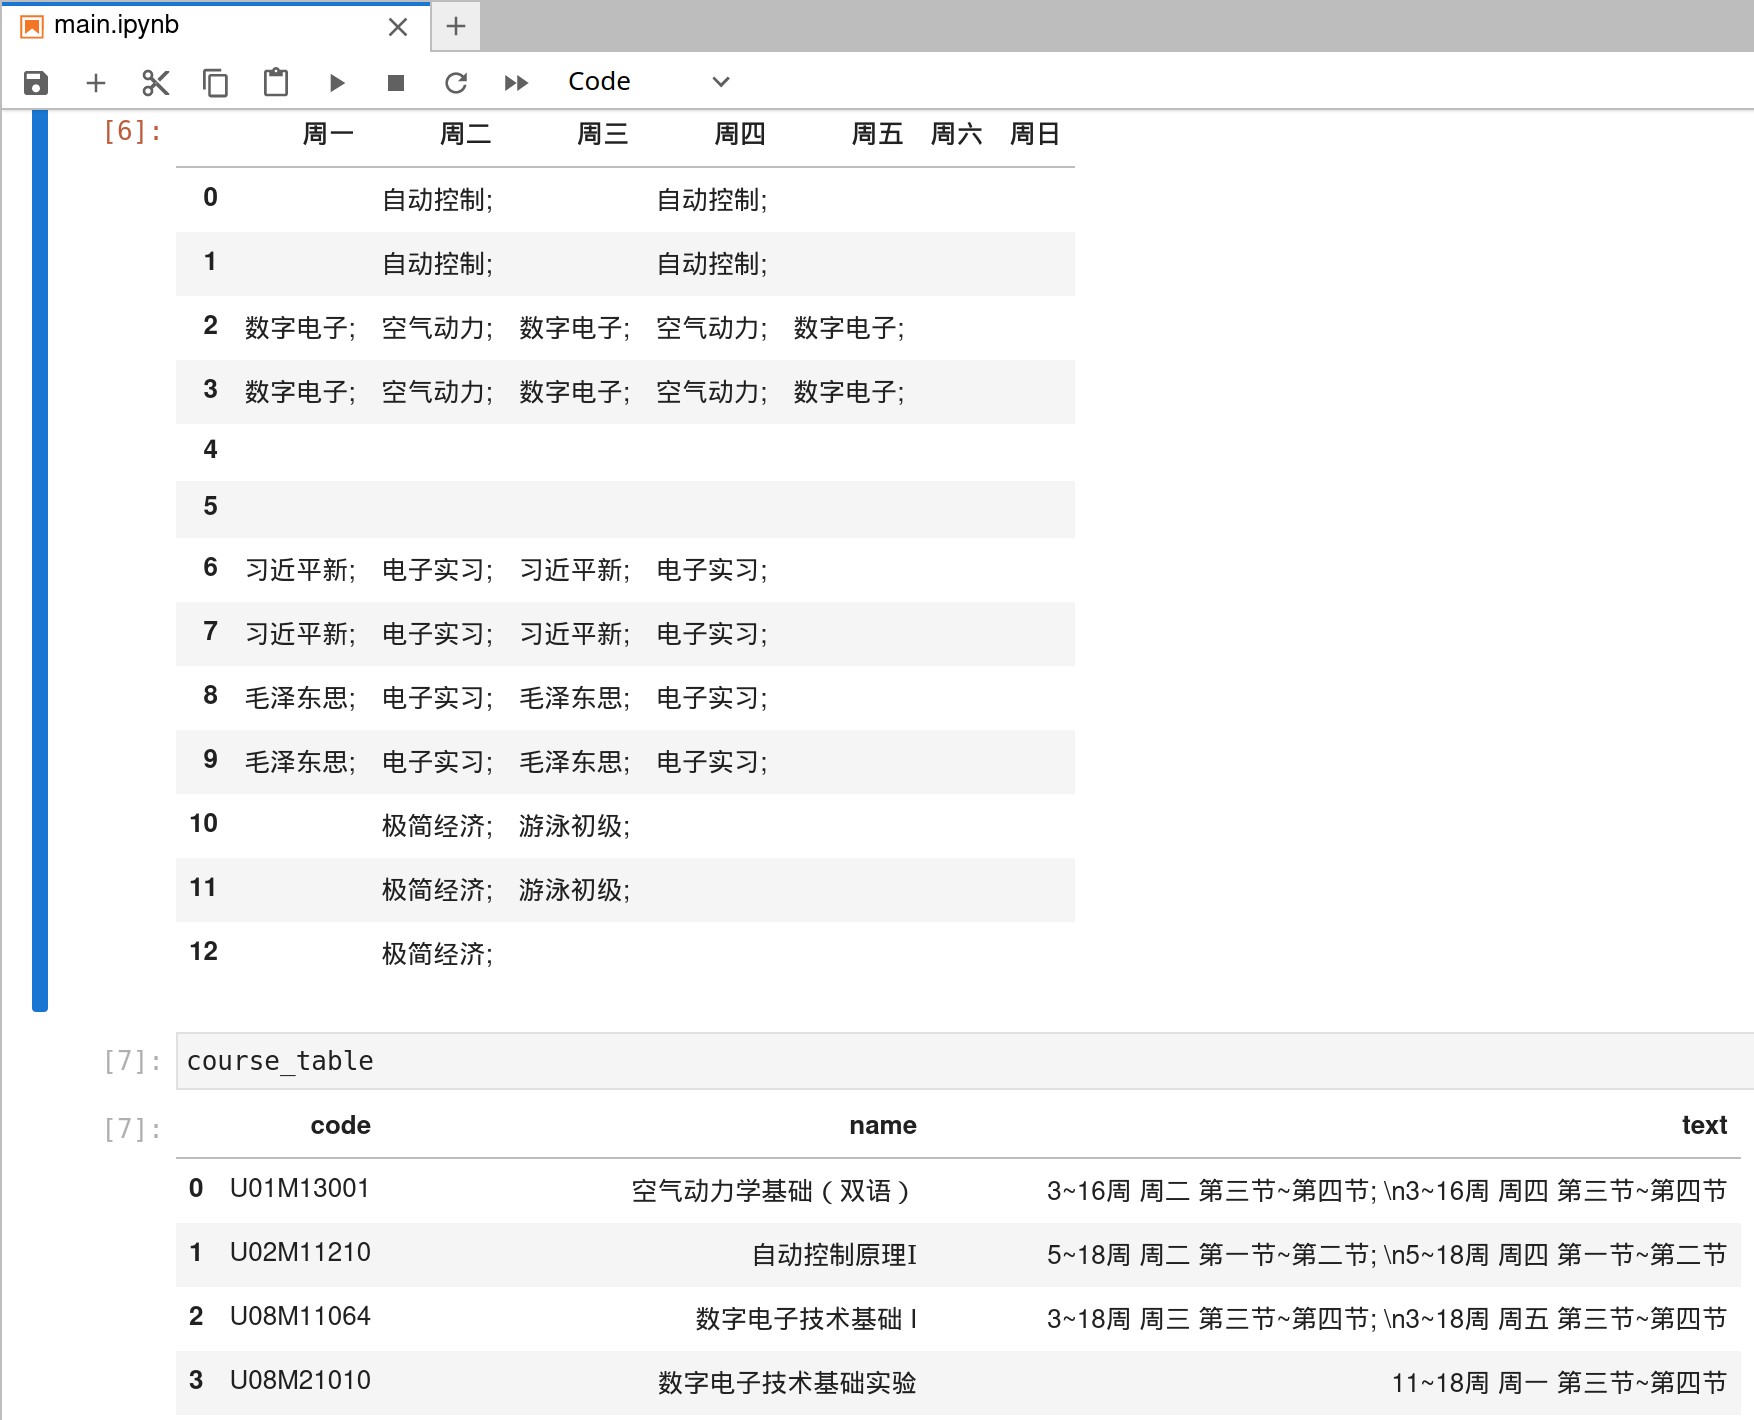 main.ipynb
Code
[6]: 周一 周二 周三 周四 周五 周六 周日
0 自动控制; 自动控制;
1 自动控制; 自动控制;
2 数字电子; 空气动力; 数字电子; 空气动力; 数字电子;
3 数字电子; 空气动力; 数字电子; 空气动力; 数字电子;
4
5
6 习近平新; 电子实习; 习近平新; 电子实习;
7 习近平新; 电子实习; 习近平新; 电子实习;
8 毛泽东思; 电子实习; 毛泽东思; 电子实习;
9 毛泽东思; 电子实习; 毛泽东思; 电子实习;
10 极简经济; 游泳初级;
11 极简经济; 游泳初级;
12 极简经济;
[7]: course_table
[7]: code name text
0 U01M13001 空气动力学基础（双语） 3~16周 周二 第三节~第四节; \n3~16周 周四 第三节~第四节
1 U02M11210 自动控制原理I 5~18周 周二 第一节~第二节; \n5~18周 周四 第一节~第二节
2 U08M11064 数字电子技术基础 I 3~18周 周三 第三节~第四节; \n3~18周 周五 第三节~第四节
3 U08M21010 数字电子技术基础实验 11~18周 周一 第三节~第四节